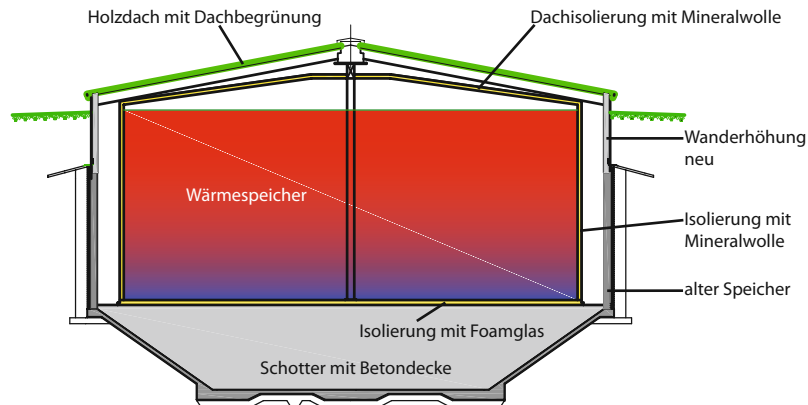 Holzdach mit Dachbegrünung
Dachisolierung mit Mineralwolle
Wanderhöhung
neu
Wärmespeicher
Isolierung mit
Mineralwolle
alter Speicher
Isolierung mit Foamglas
Schotter mit Betondecke